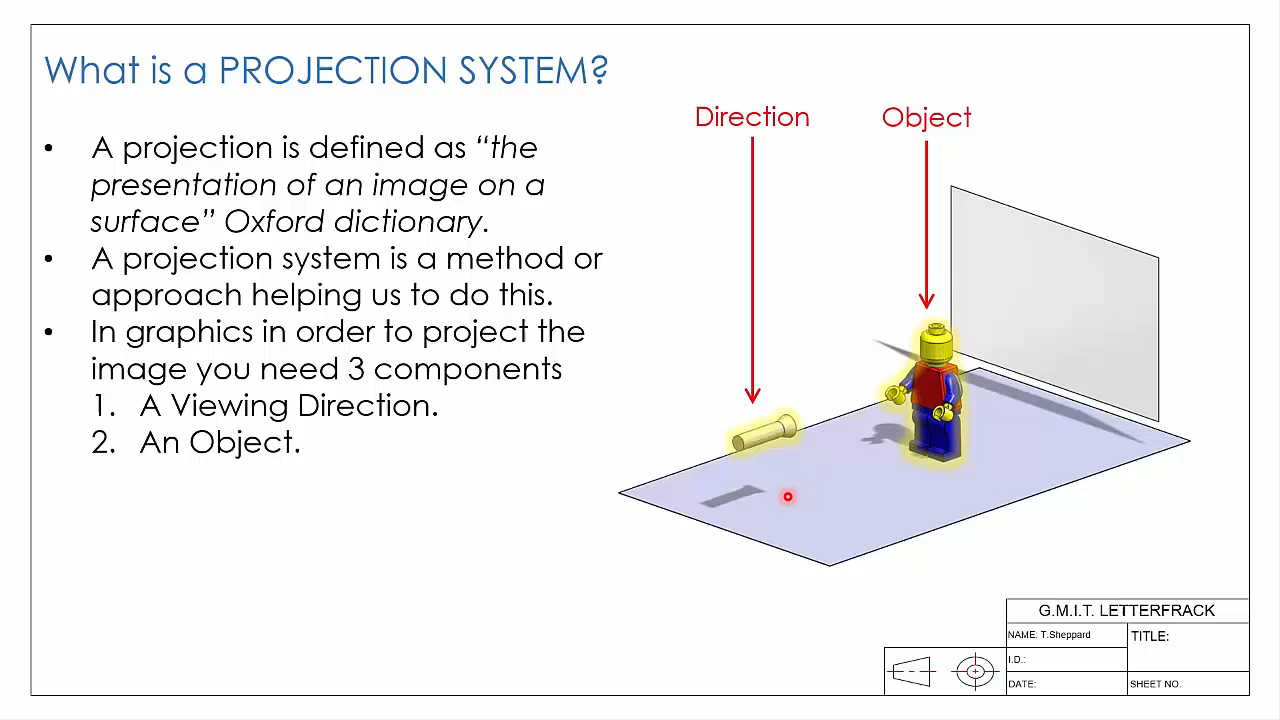 What is a PROJECTION SYSTEM?
• A projection is defined as “the
presentation of an image on a
surface” Oxford dictionary.
• A projection system is a method or
approach helping us to do this.
• In graphics in order to project the
image you need 3 components
1. A Viewing Direction.
2. An Object.
Direction
Object
G.M.I.T. LETTERFRACK
NAME: T.Sheppard
TITLE:
I.D.:
DATE:
SHEET NO.